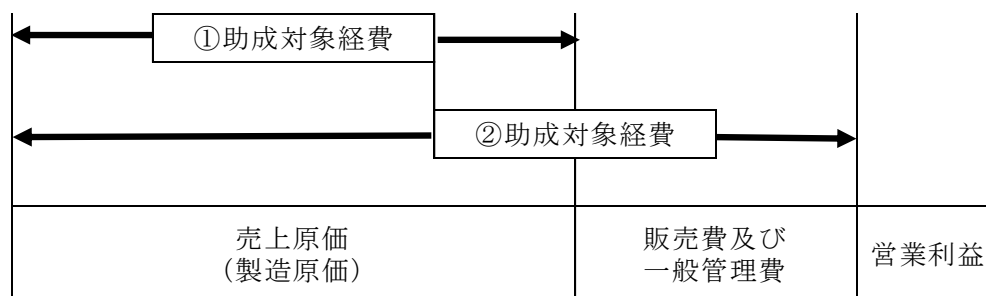 ①助成対象経費
②助成対象経費
売上原価
(製造原価)
販売費及び
一般管理費
営業利益